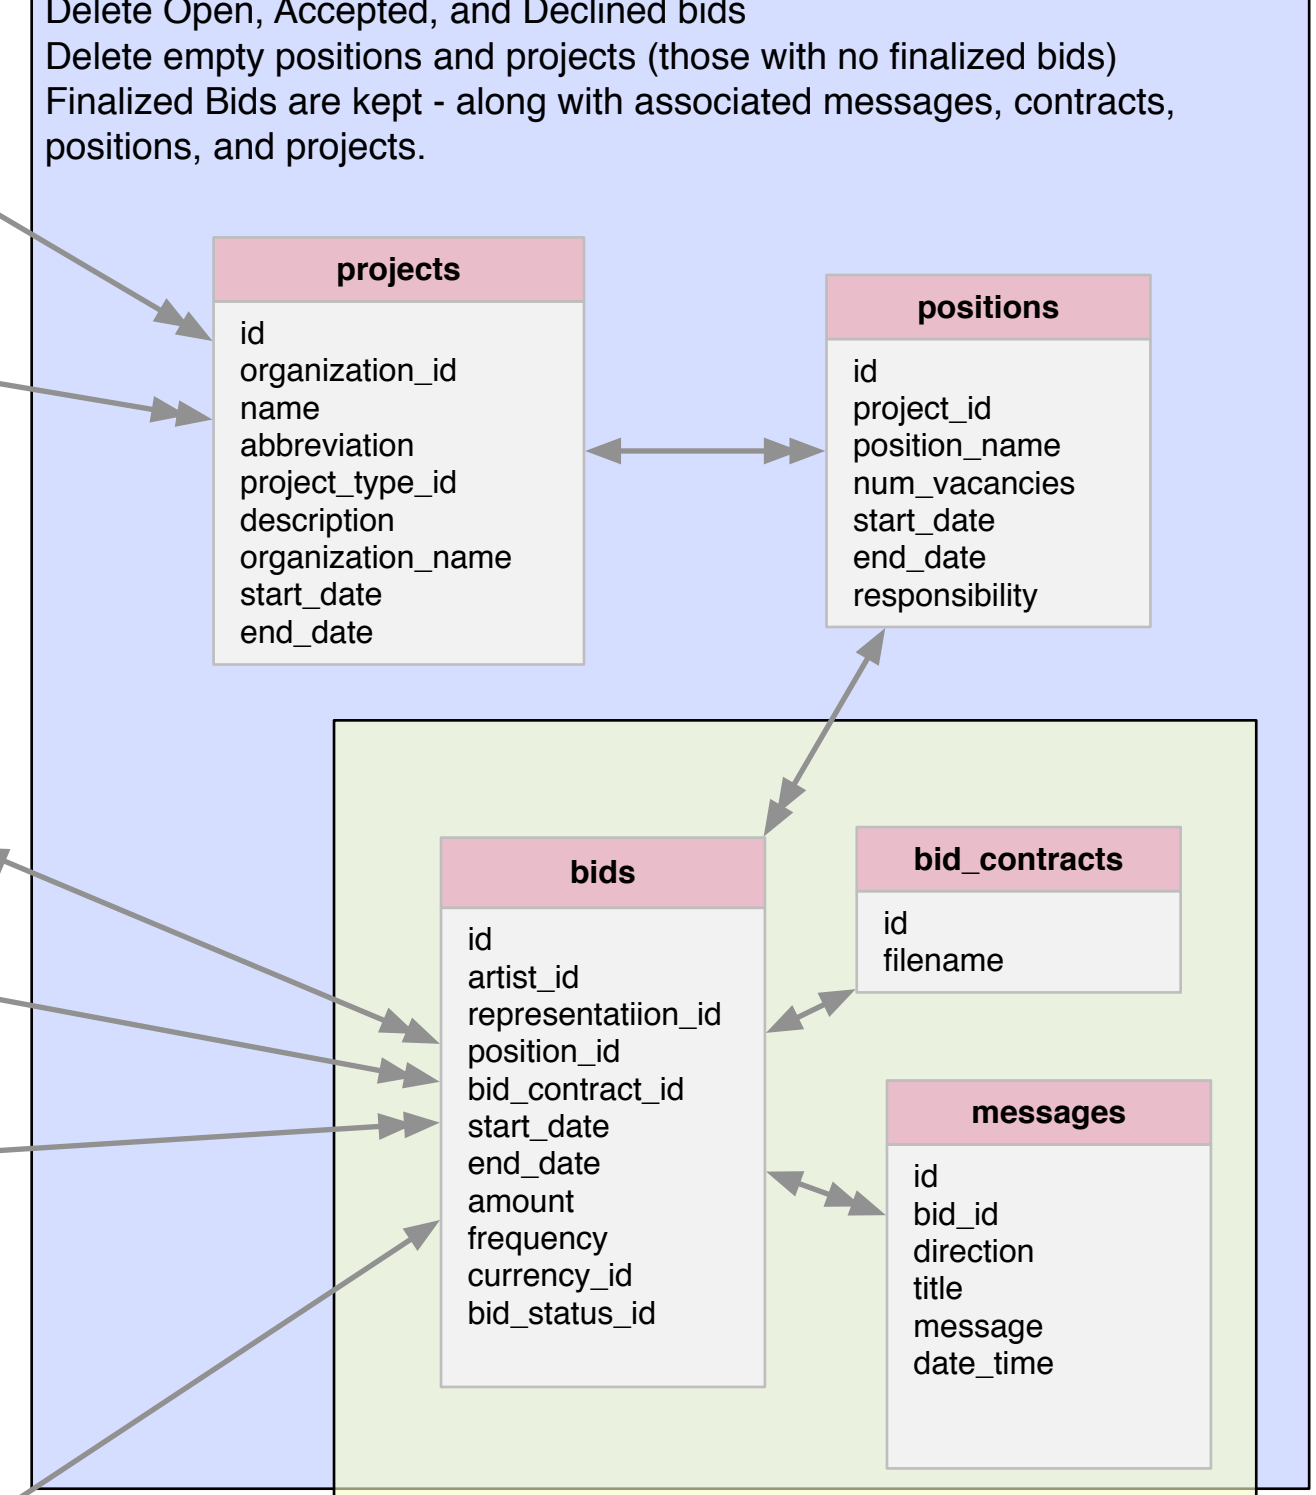 Delete Open, Accepted, and Declined bids
Delete empty positions and projects (those with no finalized bids)
Finalized Bids are kept - along with associated messages, contracts,
positions, and projects.
projects
id
organization_id
name
abbreviation
project_type_id
description
organization_name
start_date
end_date
positions
id
project_id
position_name
num_vacancies
start_date
end_date
responsibility
bids
id
artist_id
representatiion_id
position_id
bid_contract_id
start_date
end_date
amount
frequency
currency_id
bid_status_id
bid_contracts
id
filename
messages
id
bid_id
direction
title
message
date_time